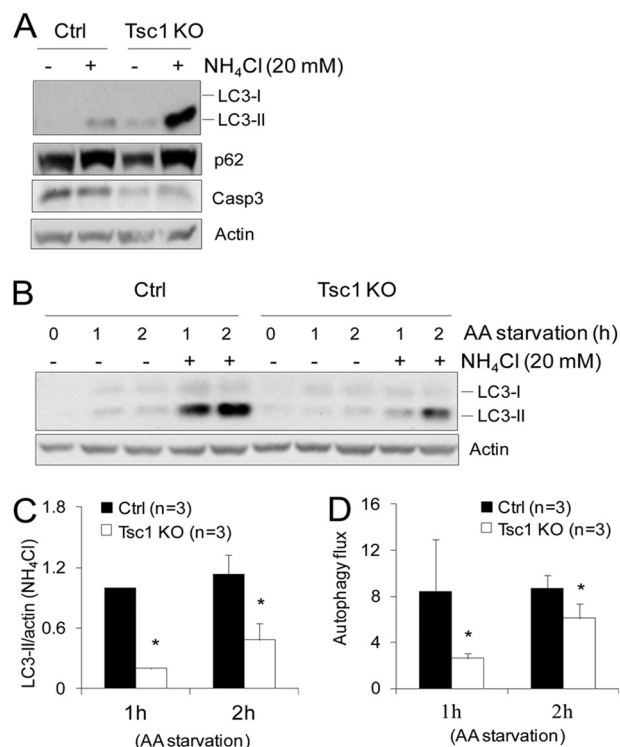 A
Ctrl Tsc1 KO
- + - + NH₄Cl (20 mM)
LC3-I
LC3-II
p62
Casp3
Actin
B
Ctrl Tsc1 KO
0 1 2 1 2 0 1 2 1 2 AA starvation (h)
- - - + + - - - + + NH₄Cl (20 mM)
LC3-I
LC3-II
Actin
C
Ctrl (n=3)
Tsc1 KO (n=3)
LC3-II/actin (NH₄Cl)
1.8
1.2
0.6
0
*
*
1h 2h
(AA starvation)
D
Ctrl (n=3)
Tsc1 KO (n=3)
Autophagy flux
16
12
8
4
0
*
*
1h 2h
(AA starvation)